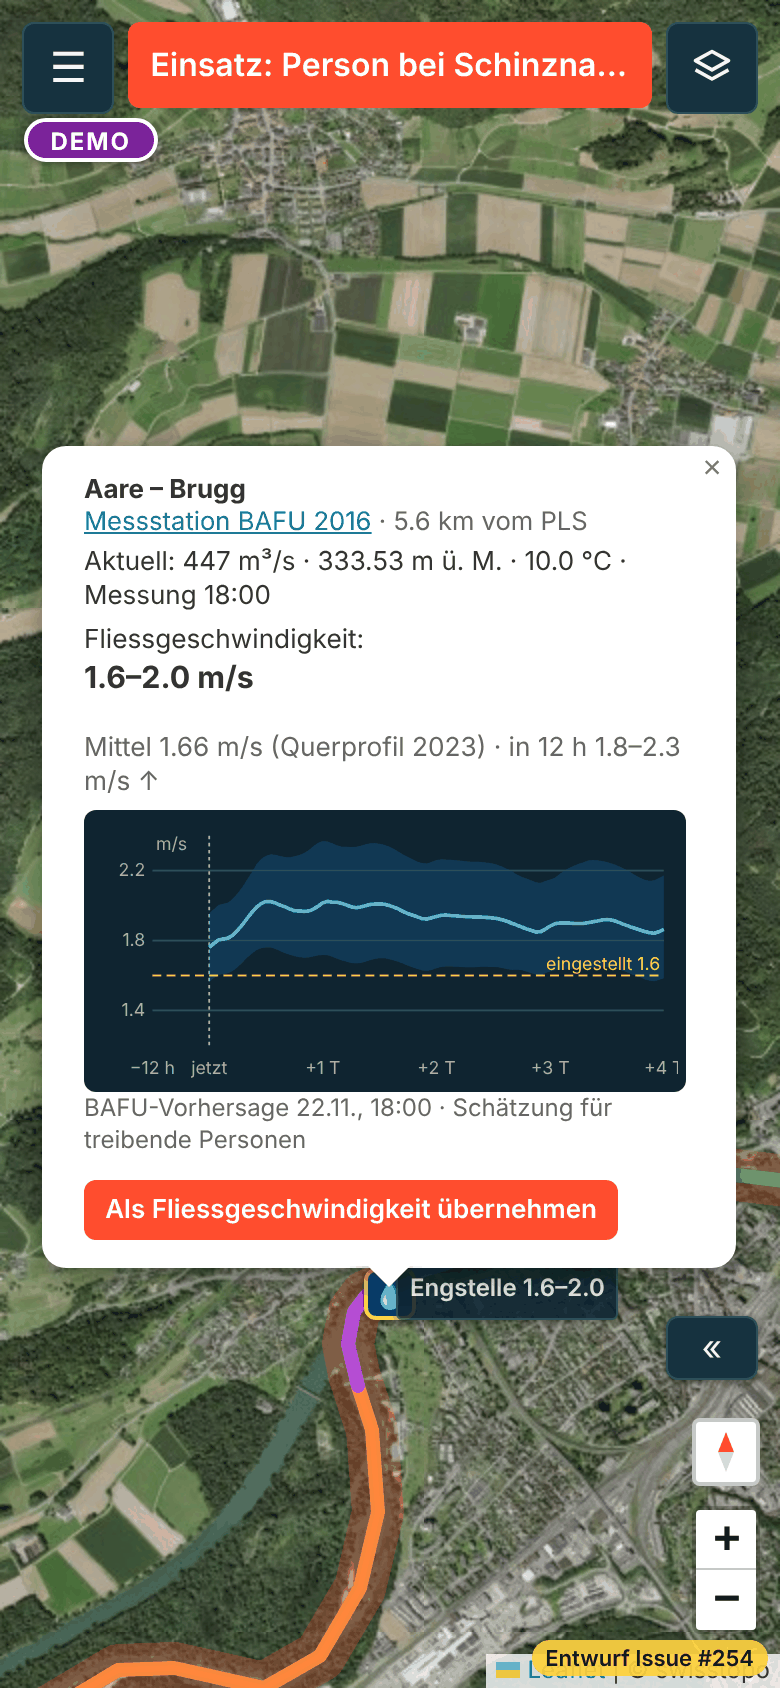 Einsatz: Person bei Schinzna...
DEMO
×
Aare – Brugg
Messstation BAFU 2016 · 5.6 km vom PLS
Aktuell: 447 m³/s · 333.53 m ü. M. · 10.0 °C ·
Messung 18:00
Fliessgeschwindigkeit:
1.6–2.0 m/s
Mittel 1.66 m/s (Querprofil 2023) · in 12 h 1.8–2.3
m/s ↑
m/s
2.2
1.8
eingestellt 1.6
1.4
−12 h jetzt +1 T +2 T +3 T +4 T
BAFU-Vorhersage 22.11., 18:00 · Schätzung für
treibende Personen
Als Fliessgeschwindigkeit übernehmen
Engstelle 1.6–2.0
«
+
−
Entwurf Issue #254
Leaflet | © swisstopo